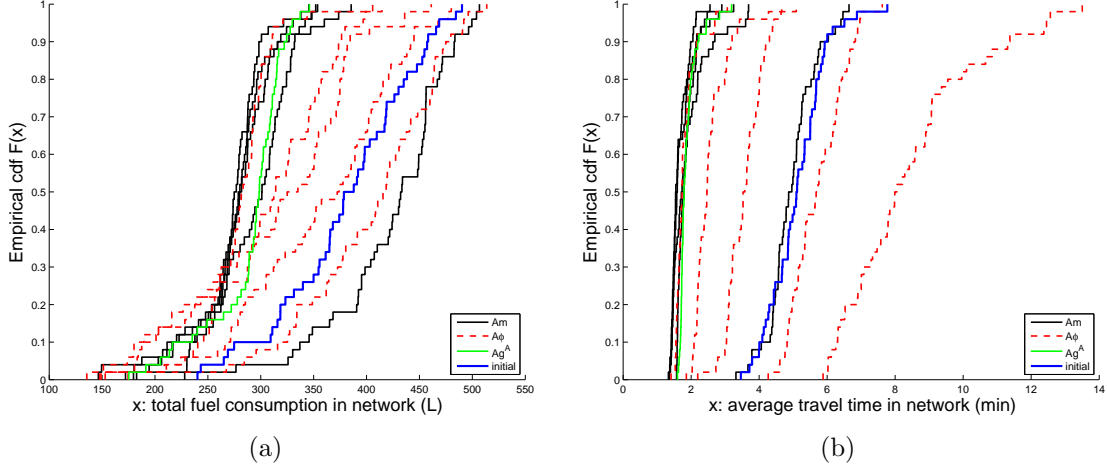 Empirical cdf F(x)
1
0.9
0.8
0.7
0.6
0.5
0.4
0.3
0.2
0.1
0
100 150 200 250 300 350 400 450 500 550
x: total fuel consumption in network (L)
Am
Aϕ
Ag^A
initial
(a)
Empirical cdf F(x)
1
0.9
0.8
0.7
0.6
0.5
0.4
0.3
0.2
0.1
0
0 2 4 6 8 10 12 14
x: average travel time in network (min)
Am
Aϕ
Ag^A
initial
(b)